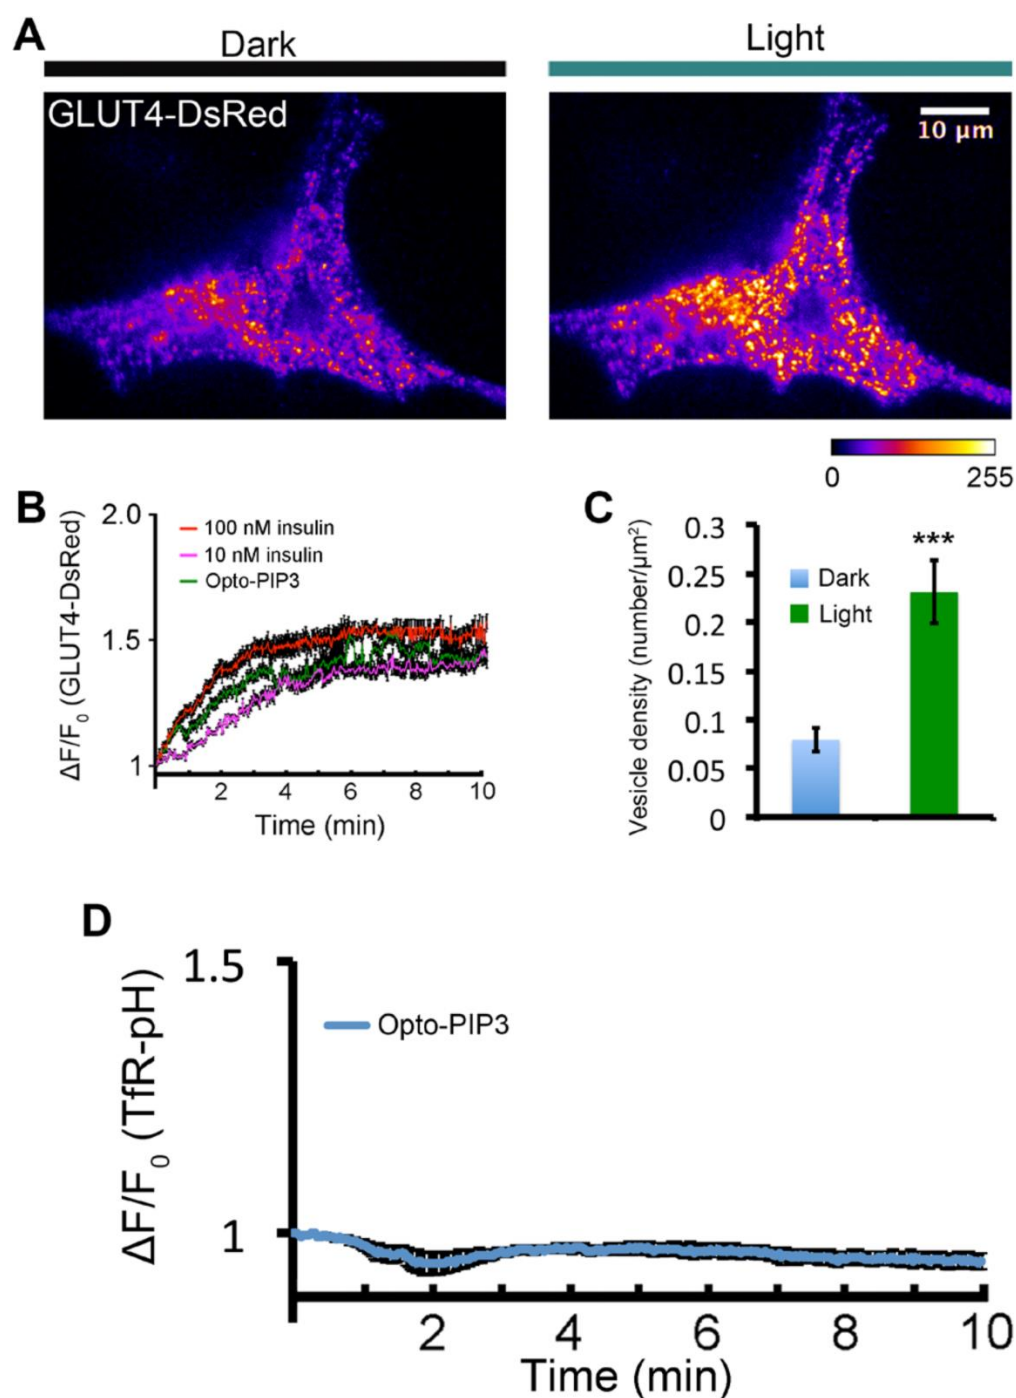 A
Dark
Light
GLUT4-DsRed
10 µm
0 255
B
2.0
1.5
1
ΔF/F0 (GLUT4-DsRed)
100 nM insulin
10 nM insulin
Opto-PIP3
2 4 6 8 10
Time (min)
C
0.3
0.25
0.2
0.15
0.1
0.05
0
Vesicle density (number/µm²)
***
Dark
Light
D
1.5
1
ΔF/F0 (TfR-pH)
Opto-PIP3
2 4 6 8 10
Time (min)